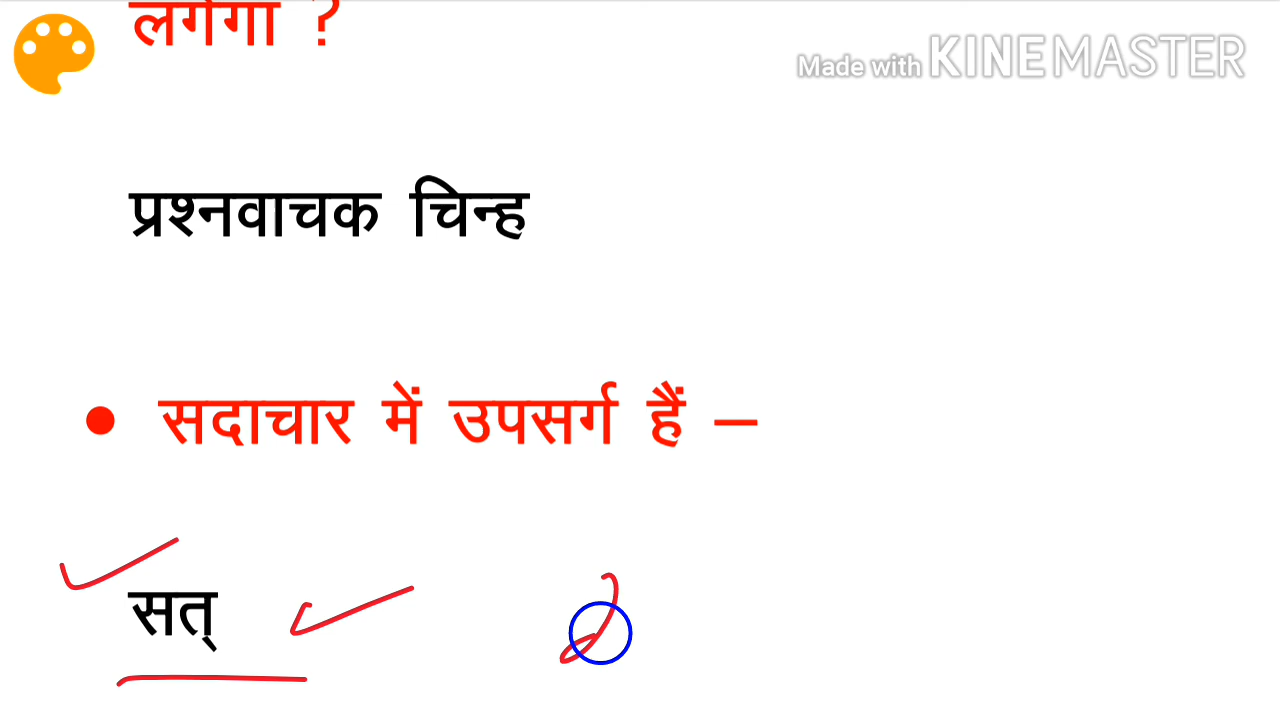 लगेगा ?
Made with KINEMASTER
प्रश्नवाचक चिन्ह
● सदाचार में उपसर्ग हैं –
सत्